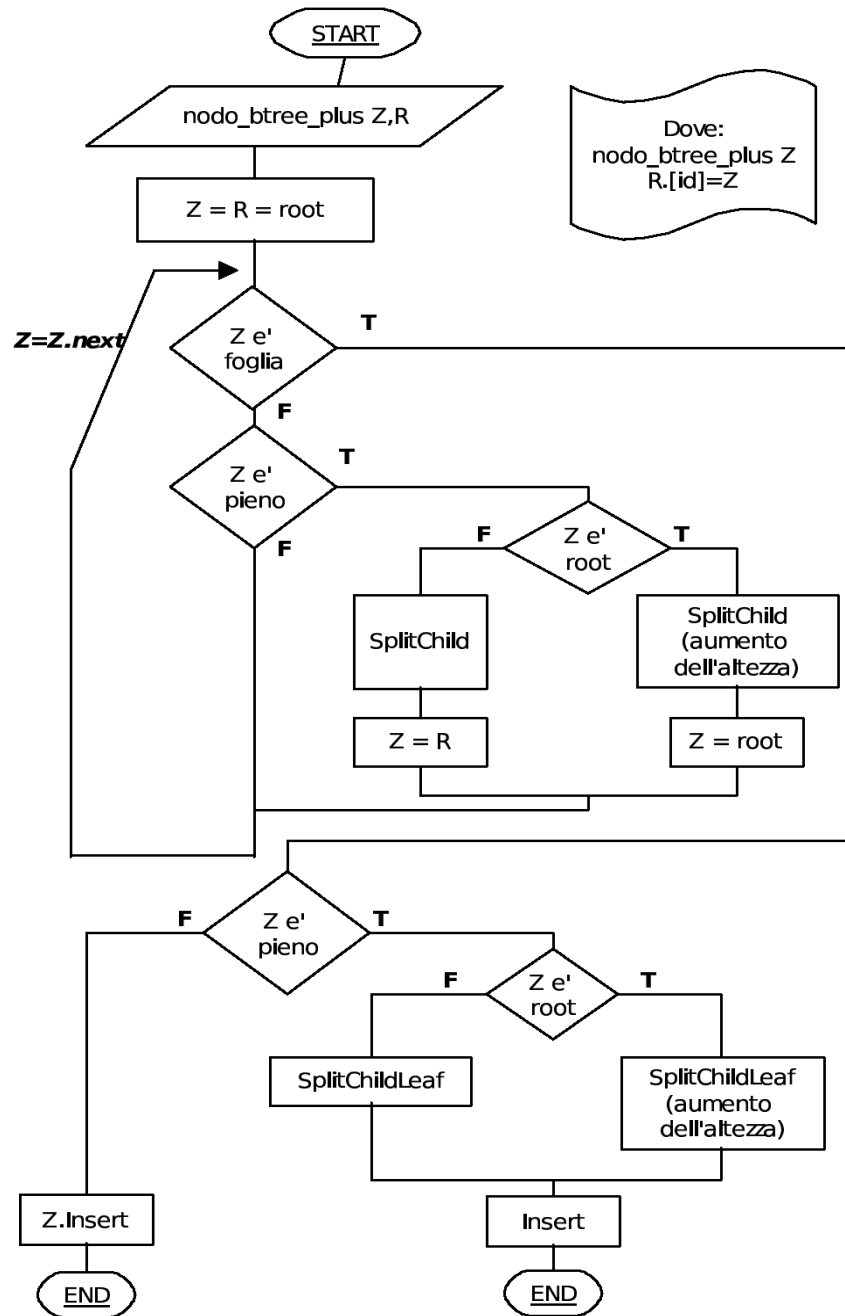 START
nodo_btree_plus Z,R
Dove:
nodo_btree_plus Z
R.[id]=Z
Z = R = root
Z=Z.next
Z e'
foglia
T
F
Z e'
pieno
T
F
Z e'
root
F
T
SplitChild
SplitChild
(aumento
dell'altezza)
Z = R
Z = root
Z e'
pieno
F
T
Z e'
root
F
T
SplitChildLeaf
SplitChildLeaf
(aumento
dell'altezza)
Z.Insert
Insert
END
END